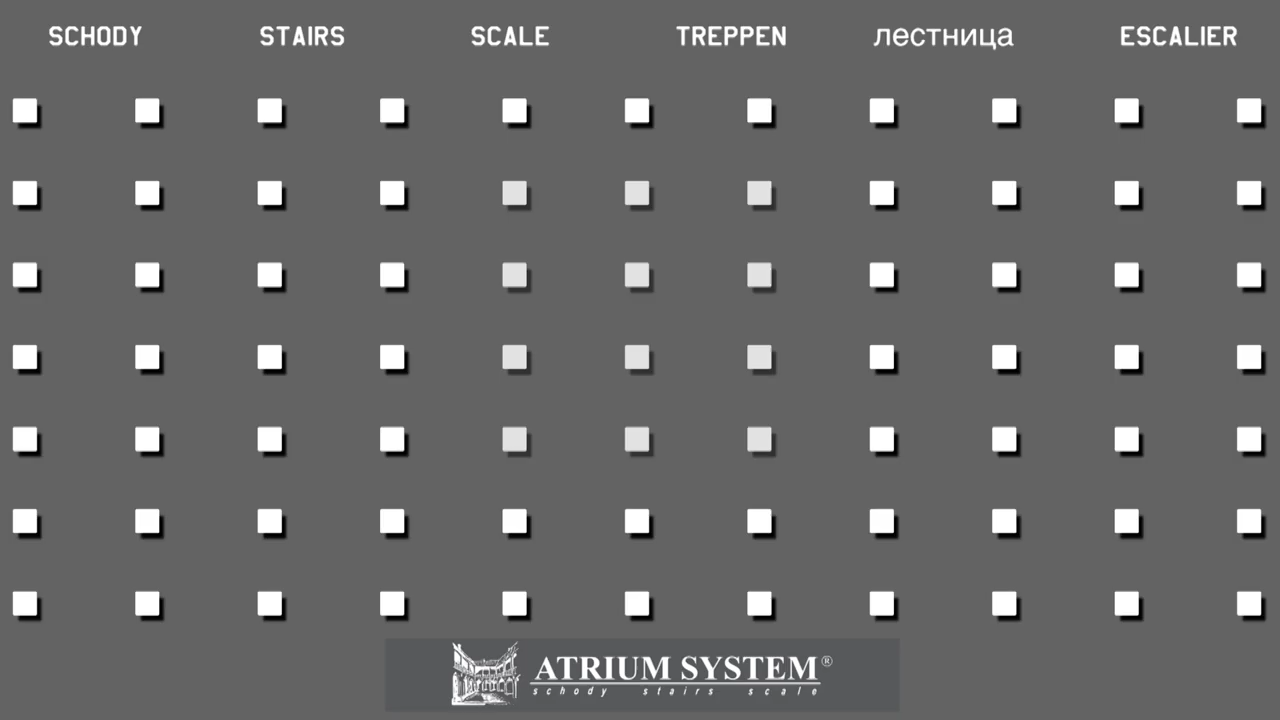 SCHODY STAIRS SCALE TREPPEN лестница ESCALIER
ATRIUM SYSTEM®
schody stairs scale